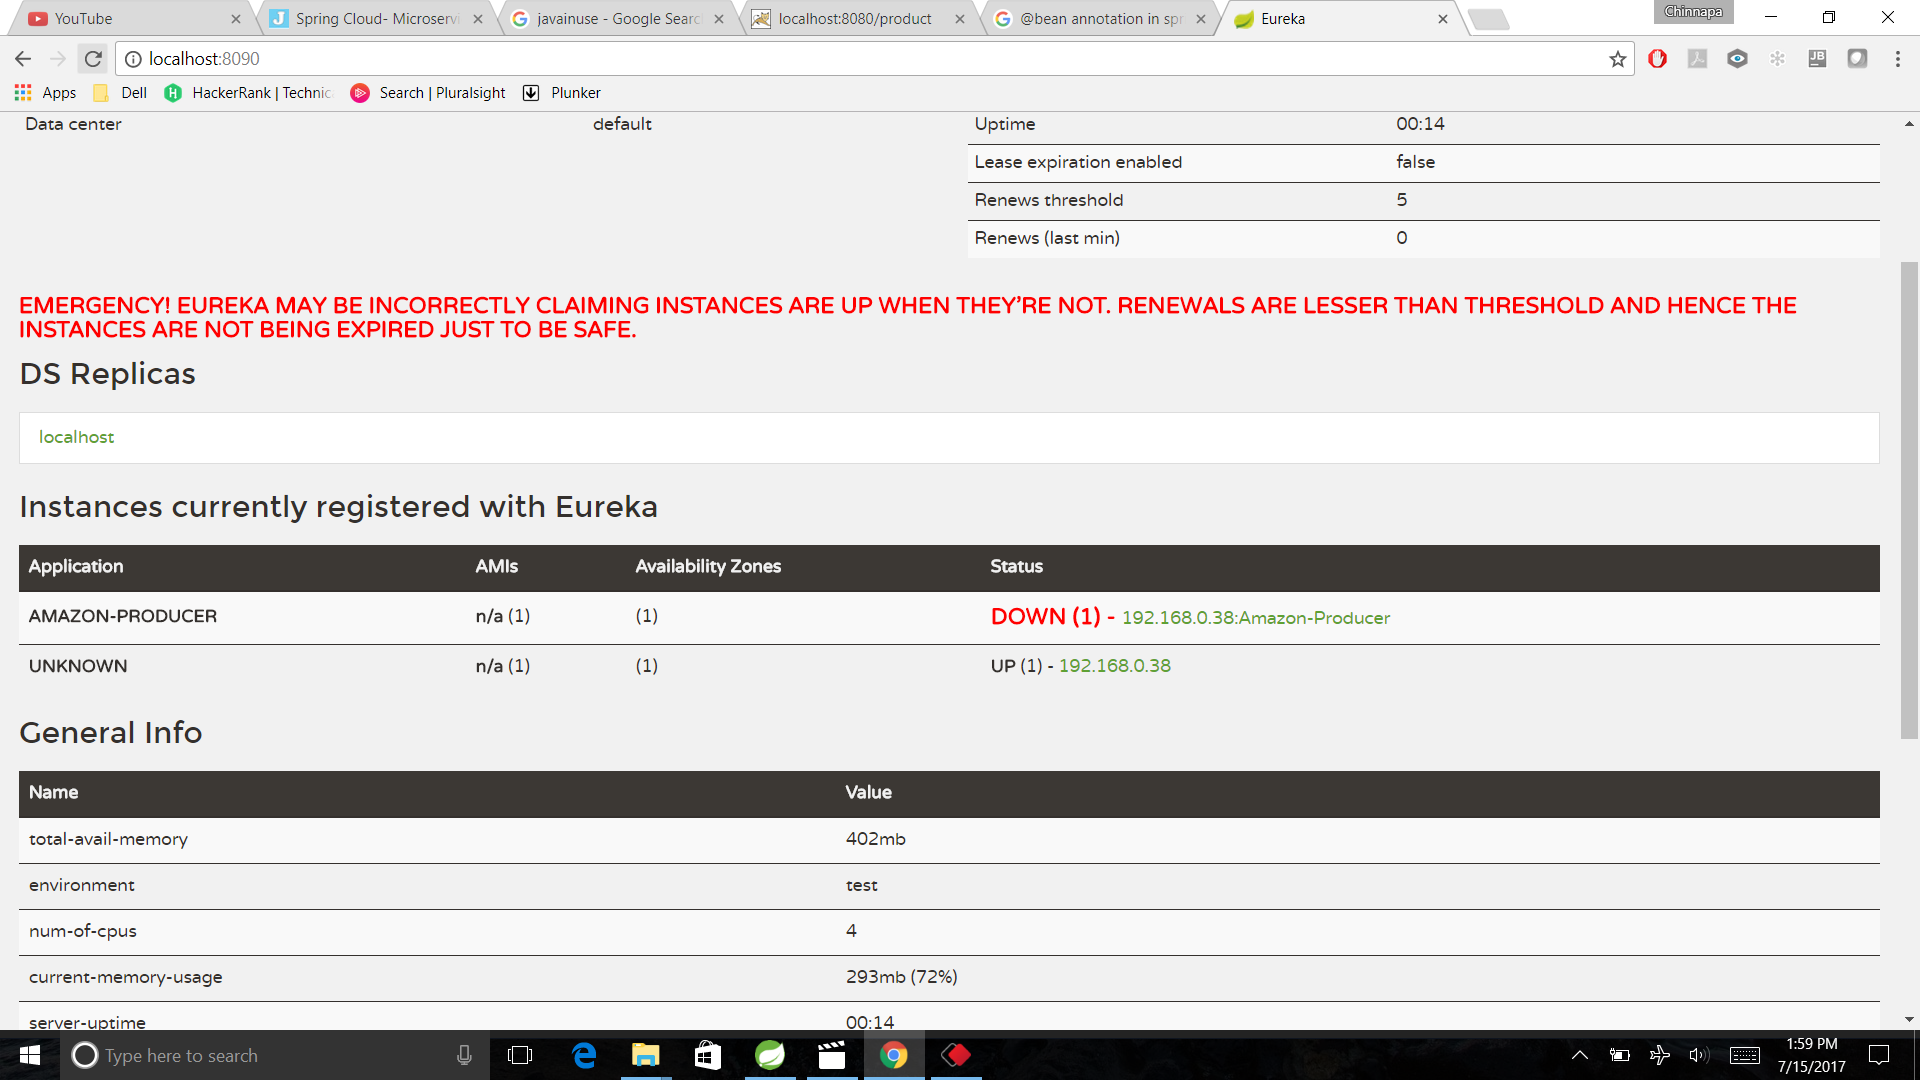 YouTube
Spring Cloud- Microservi
javainuse - Google Searc
localhost:8080/product
@bean annotation in spr
Eureka
Chinnapa
localhost:8090
Apps
Dell
HackerRank | Technic
Search | Pluralsight
Plunker
Data center default
Uptime 00:14
Lease expiration enabled false
Renews threshold 5
Renews (last min) 0
EMERGENCY! EUREKA MAY BE INCORRECTLY CLAIMING INSTANCES ARE UP WHEN THEY'RE NOT. RENEWALS ARE LESSER THAN THRESHOLD AND HENCE THE
INSTANCES ARE NOT BEING EXPIRED JUST TO BE SAFE.
DS Replicas
localhost
Instances currently registered with Eureka
Application AMIs Availability Zones Status
AMAZON-PRODUCER n/a (1) (1) DOWN (1) - 192.168.0.38:Amazon-Producer
UNKNOWN n/a (1) (1) UP (1) - 192.168.0.38
General Info
Name Value
total-avail-memory 402mb
environment test
num-of-cpus 4
current-memory-usage 293mb (72%)
server-uptime 00:14
Type here to search
1:59 PM
7/15/2017